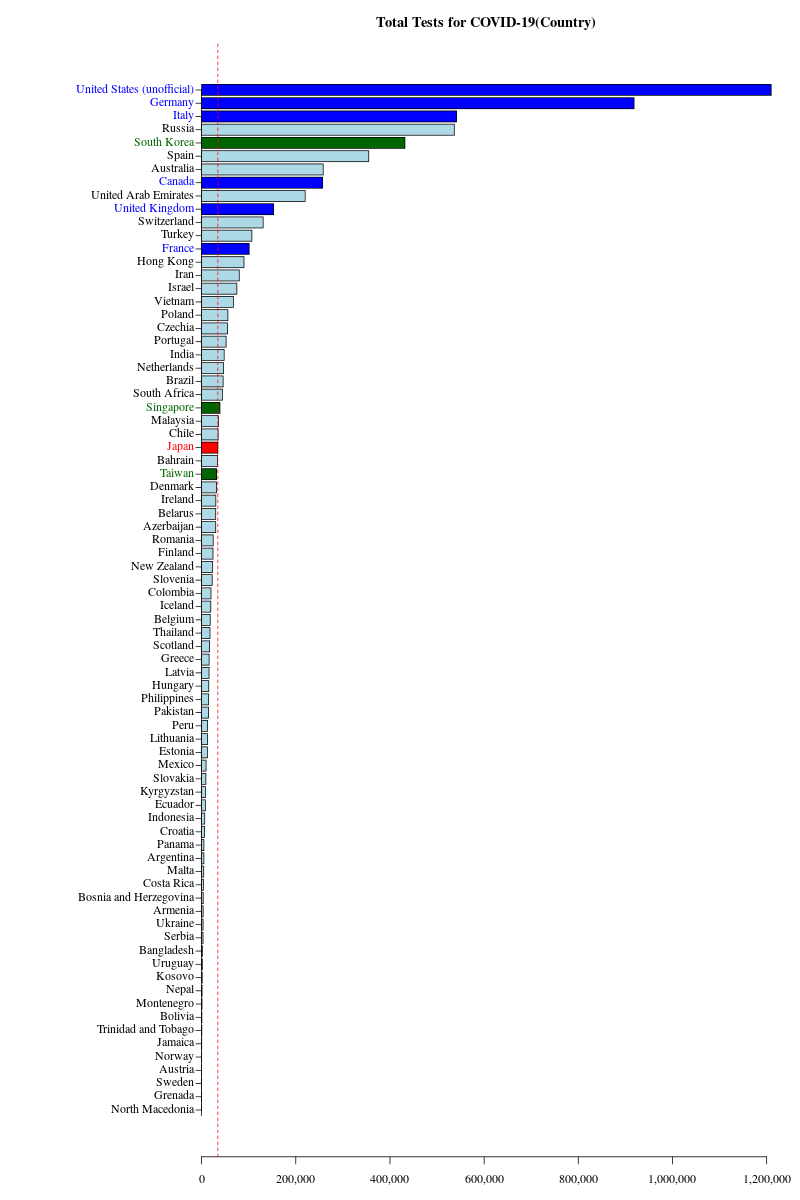 Total Tests for COVID-19(Country)
United States (unofficial)
Germany
Italy
Russia
South Korea
Spain
Australia
Canada
United Arab Emirates
United Kingdom
Switzerland
Turkey
France
Hong Kong
Iran
Israel
Vietnam
Poland
Czechia
Portugal
India
Netherlands
Brazil
South Africa
Singapore
Malaysia
Chile
Japan
Bahrain
Taiwan
Denmark
Ireland
Belarus
Azerbaijan
Romania
Finland
New Zealand
Slovenia
Colombia
Iceland
Belgium
Thailand
Scotland
Greece
Latvia
Hungary
Philippines
Pakistan
Peru
Lithuania
Estonia
Mexico
Slovakia
Kyrgyzstan
Ecuador
Indonesia
Croatia
Panama
Argentina
Malta
Costa Rica
Bosnia and Herzegovina
Armenia
Ukraine
Serbia
Bangladesh
Uruguay
Kosovo
Nepal
Montenegro
Bolivia
Trinidad and Tobago
Jamaica
Norway
Austria
Sweden
Grenada
North Macedonia
0 200,000 400,000 600,000 800,000 1,000,000 1,200,000